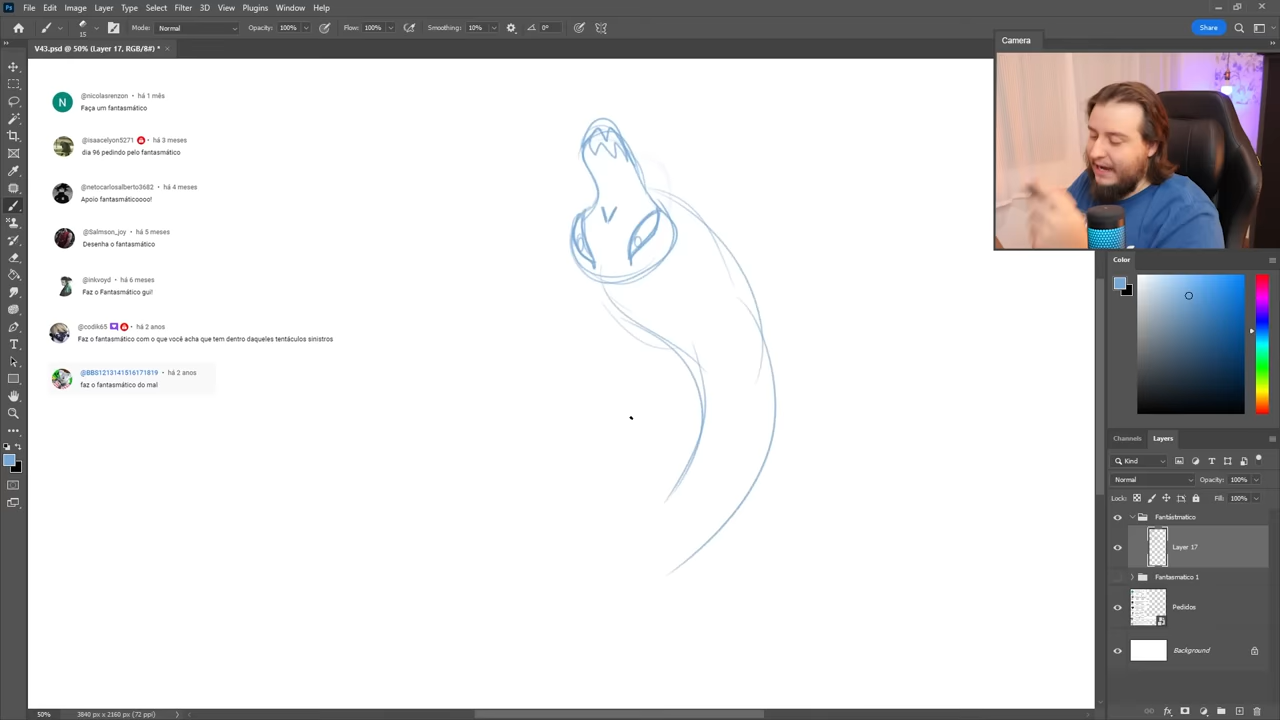 Ps File Edit Image Layer Type Select Filter View Plugins Window Help
15 Mode: Normal Opacity: 100% Flow: 100% Smoothing: 10% 0° Share
V43.psd @ 50% (Layer 17, RGB/8#) * ×
Camera
@nicolasrenzon • há 1 mês
N
Faça um fantasmático
@isaacelyon5271 • há 3 meses
dia 96 pedindo pelo fantasmático
@netocarlosalberto3682 • há 4 meses
Apoio fantasmáticoooo!
@Salmson_joy • há 5 meses
Desenha o fantasmático
@inkvoyd • há 6 meses
Faz o Fantasmático gui!
@codik65 • há 2 anos
Faz o fantasmático com o que você acha que tem dentro daqueles tentáculos sinistros
@BBS1213141516171819 • há 2 anos
faz o fantasmático do mal
Color
Channels Layers
Kind
Normal Opacity: 100%
Lock: Fill: 100%
Fantástmatico
Layer 17
Fantasmatico 1
Pedidos
Background
50% 3840 px x 2160 px (72 ppi)